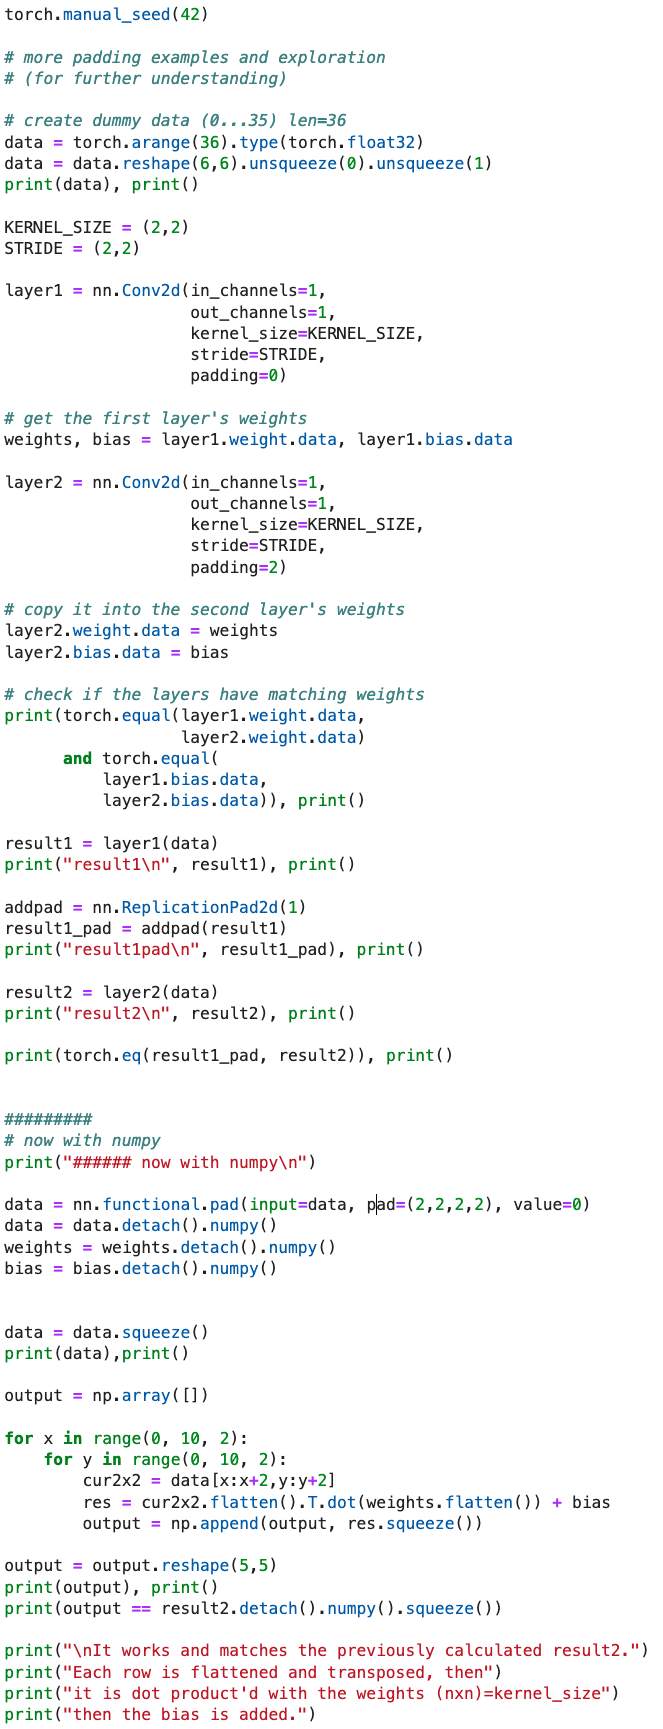 torch.manual_seed(42)

# more padding examples and exploration
# (for further understanding)

# create dummy data (0...35) len=36
data = torch.arange(36).type(torch.float32)
data = data.reshape(6,6).unsqueeze(0).unsqueeze(1)
print(data), print()

KERNEL_SIZE = (2,2)
STRIDE = (2,2)

layer1 = nn.Conv2d(in_channels=1,
                   out_channels=1,
                   kernel_size=KERNEL_SIZE,
                   stride=STRIDE,
                   padding=0)

# get the first layer's weights
weights, bias = layer1.weight.data, layer1.bias.data

layer2 = nn.Conv2d(in_channels=1,
                   out_channels=1,
                   kernel_size=KERNEL_SIZE,
                   stride=STRIDE,
                   padding=2)

# copy it into the second layer's weights
layer2.weight.data = weights
layer2.bias.data = bias

# check if the layers have matching weights
print(torch.equal(layer1.weight.data,
                  layer2.weight.data)
      and torch.equal(
          layer1.bias.data,
          layer2.bias.data)), print()

result1 = layer1(data)
print("result1\n", result1), print()

addpad = nn.ReplicationPad2d(1)
result1_pad = addpad(result1)
print("result1pad\n", result1_pad), print()

result2 = layer2(data)
print("result2\n", result2), print()

print(torch.eq(result1_pad, result2)), print()


#########
# now with numpy
print("###### now with numpy\n")

data = nn.functional.pad(input=data, pad=(2,2,2,2), value=0)
data = data.detach().numpy()
weights = weights.detach().numpy()
bias = bias.detach().numpy()


data = data.squeeze()
print(data),print()

output = np.array([])

for x in range(0, 10, 2):
    for y in range(0, 10, 2):
        cur2x2 = data[x:x+2,y:y+2]
        res = cur2x2.flatten().T.dot(weights.flatten()) + bias
        output = np.append(output, res.squeeze())

output = output.reshape(5,5)
print(output), print()
print(output == result2.detach().numpy().squeeze())

print("\nIt works and matches the previously calculated result2.")
print("Each row is flattened and transposed, then")
print("it is dot product'd with the weights (nxn)=kernel_size")
print("then the bias is added.")